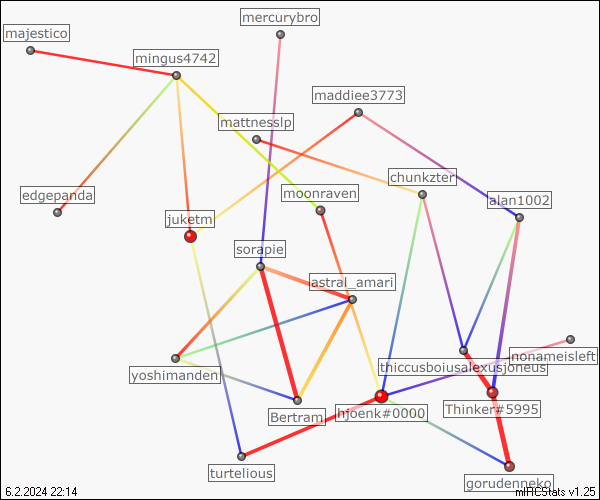 mercurybro
majestico
mingus4742
maddiee3773
mattnesslp
chunkzter
edgepanda
moonraven
alan1002
juketm
sorapie
astral_amari
nonameisleft
thiccusboiusalexusjoneus
yoshimanden
Bertram
hjoenk#0000
Thinker#5995
turtelious
gorudenneko
6.2.2024 22:14
mIRCStats v1.25